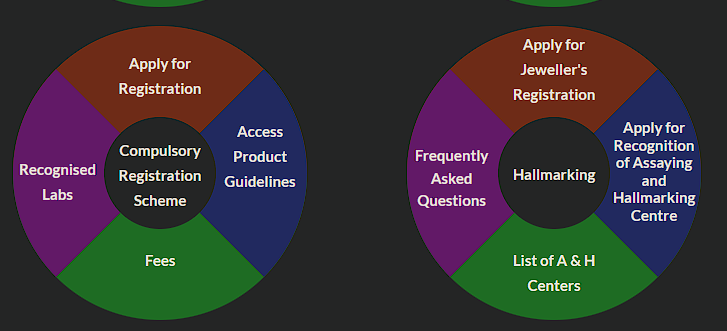 Apply for
Registration
Compulsory
Registration
Scheme
Access
Product
Guidelines
Recognised
Labs
Fees
Apply for
Jeweller's
Registration
Hallmarking
Apply for
Recognition
of Assaying
and
Hallmarking
Centre
Frequently
Asked
Questions
List of A & H
Centers